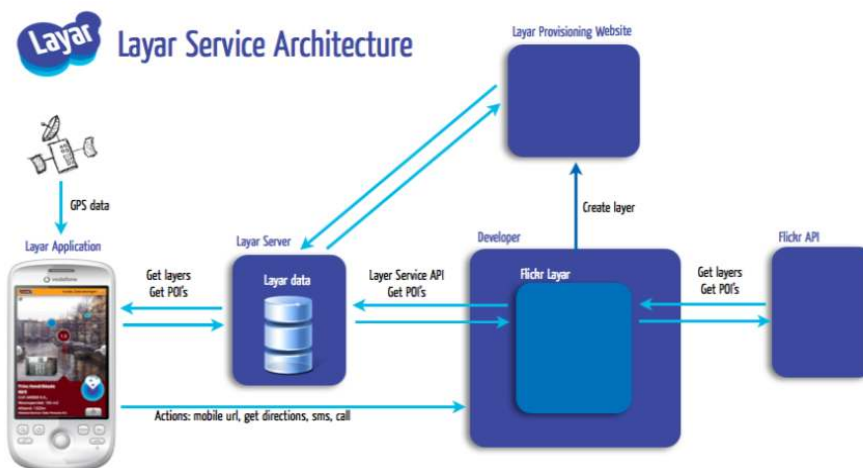 Layar
Layar Service Architecture
Layar Provisioning Website
GPS data
Create layer
Layar Application
Layar Server
Developer
Flickr API
Get layers
Get POI's
Layar data
Layer Service API
Get POI's
Flickr Layar
Get layers
Get POI's
vodafone
Actions: mobile url, get directions, sms, call